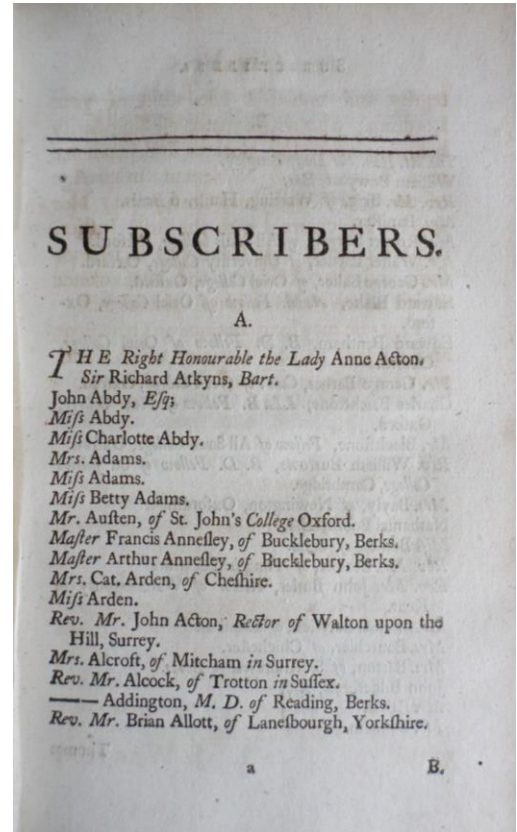 SUBSCRIBERS.
A.
THE Right Honourable the Lady Anne Acton.
Sir Richard Atkyns, Bart.
John Abdy, Eſq;
Miſs Abdy.
Miſs Charlotte Abdy.
Mrs. Adams.
Miſs Adams.
Miſs Betty Adams.
Mr. Auſten, of St. John's College Oxford.
Maſter Francis Anneſley, of Bucklebury, Berks.
Maſter Arthur Anneſley, of Bucklebury, Berks.
Mrs. Cat. Arden, of Cheſhire.
Miſs Arden.
Rev. Mr. John Acton, Rector of Walton upon the
Hill, Surrey.
Mrs. Alcroft, of Mitcham in Surrey.
Rev. Mr. Alcock, of Trotton in Suſſex.
—— Addington, M. D. of Reading, Berks.
Rev. Mr. Brian Allott, of Laneſbourgh, Yorkſhire.
a B.